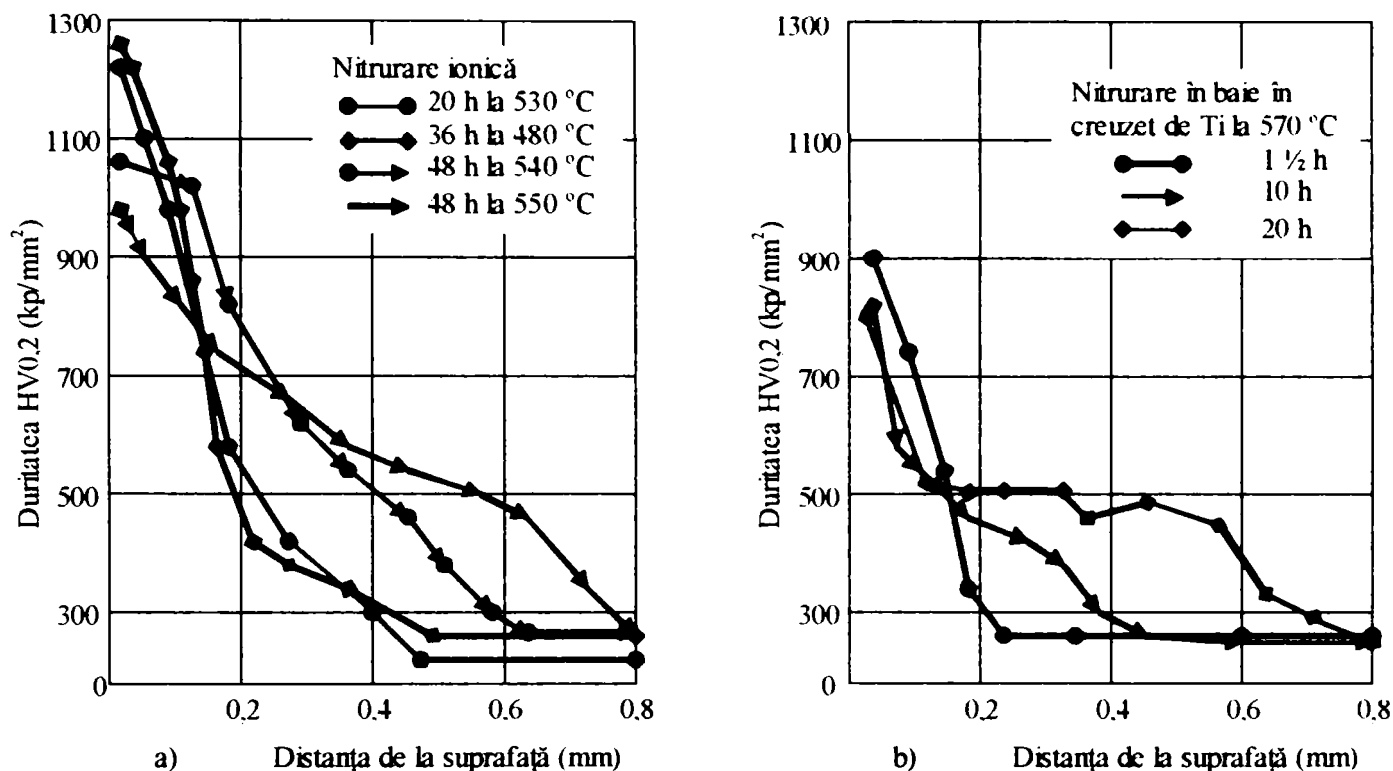 1300
1100
900
700
500
300
0
Duritatea HV0.2 (kp/mm²)
Nitrurare ionică
20 h la 530 °C
36 h la 480 °C
48 h la 540 °C
48 h la 550 °C
0.2 0.4 0.6 0.8
a) Distanța de la suprafață (mm)
1300
1100
900
700
500
300
0
Duritatea HV0.2 (kp/mm²)
Nitrurare în baie în
creuzet de Ti la 570 °C
1 ½ h
10 h
20 h
0.2 0.4 0.6 0.8
b) Distanța de la suprafață (mm)